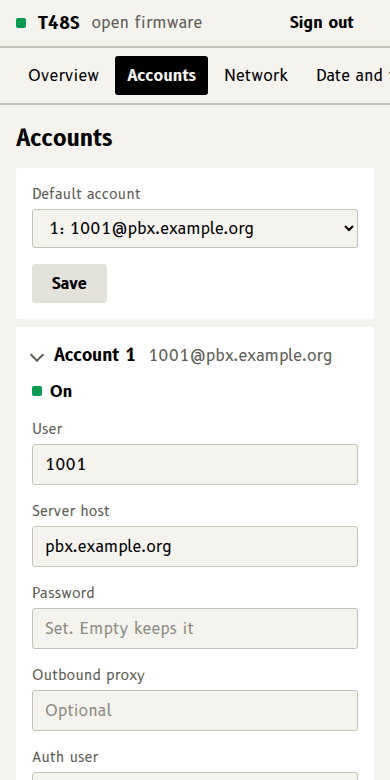 T48S open firmware Sign out
Overview Accounts Network Date and
Accounts
Default account
1: 1001@pbx.example.org
Save
Account 1 1001@pbx.example.org
On
User
1001
Server host
pbx.example.org
Password
Set. Empty keeps it
Outbound proxy
Optional
Auth user